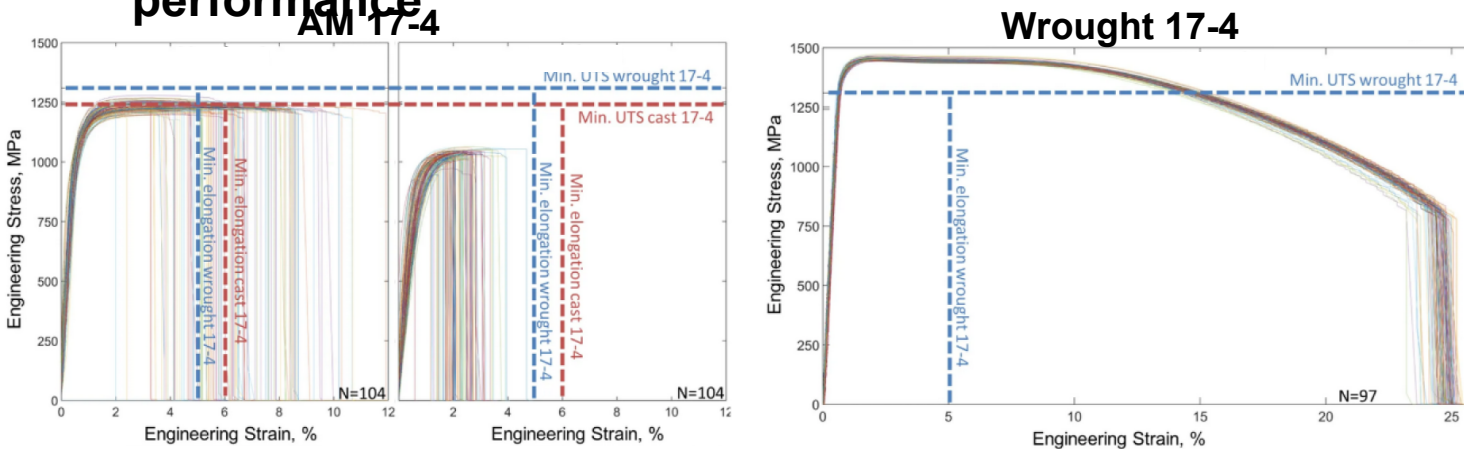 performance
AM 17-4
Wrought 17-4
1500
1250
1000
750
500
250
0
Engineering Stress, MPa
Min. elongation wrought 17-4
Min. elongation cast 17-4
N=104
0 2 4 6 8 10 12
Engineering Strain, %
Min. UTS wrought 17-4
Min. UTS cast 17-4
Min. elongation wrought 17-4
Min. elongation cast 17-4
N=104
2 4 6 8 10 12
Engineering Strain, %
1500
1250
1000
750
500
250
0
Engineering Stress, MPa
Min. UTS wrought 17-4
Min. elongation wrought 17-4
N=97
0 5 10 15 20 25
Engineering Strain, %